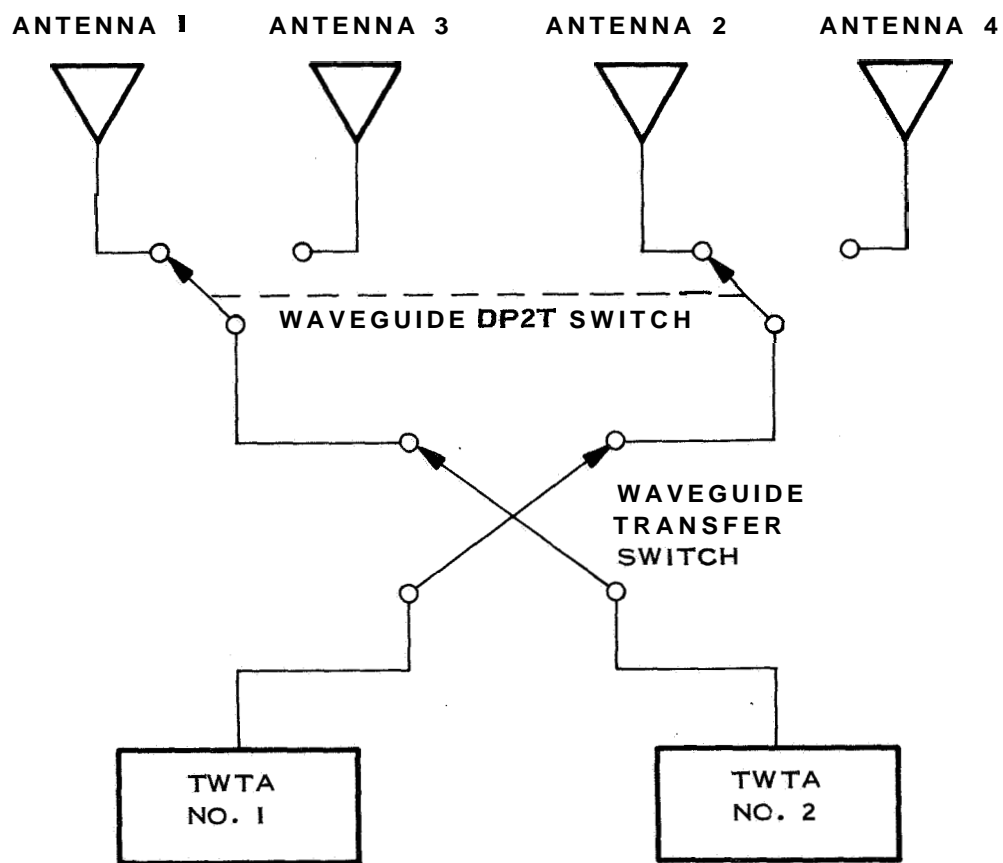 ANTENNA 1
ANTENNA 3
ANTENNA 2
ANTENNA 4
WAVEGUIDE DP2T SWITCH
WAVEGUIDE
TRANSFER
SWITCH
TWTA
NO. 1
TWTA
NO. 2